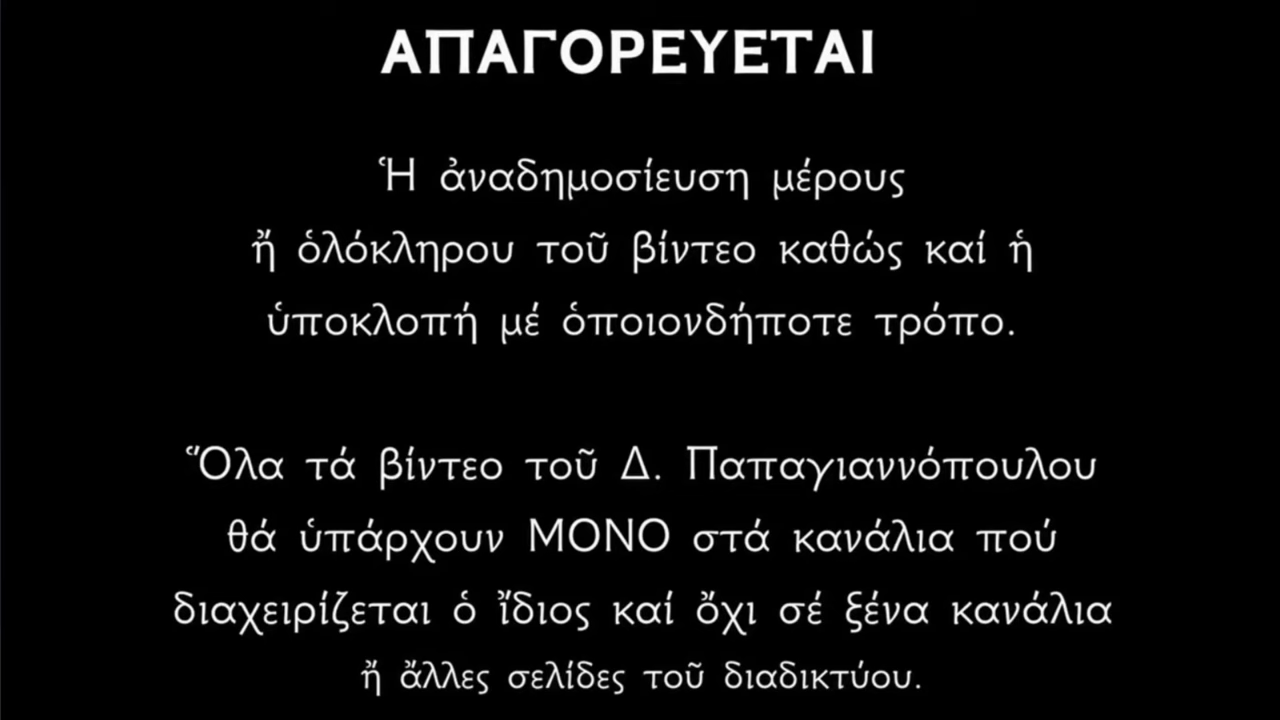 ΑΠΑΓΟΡΕΥΕΤΑΙ
Ἡ ἀναδημοσίευση μέρους
ἤ ὁλόκληρου τοῦ βίντεο καθώς καί ἡ
ὑποκλοπή μέ ὁποιονδήποτε τρόπο.
Ὅλα τά βίντεο τοῦ Δ. Παπαγιαννόπουλου
θά ὑπάρχουν ΜΟΝΟ στά κανάλια πού
διαχειρίζεται ὁ ἴδιος καί ὄχι σέ ξένα κανάλια
ἤ ἄλλες σελίδες τοῦ διαδικτύου.